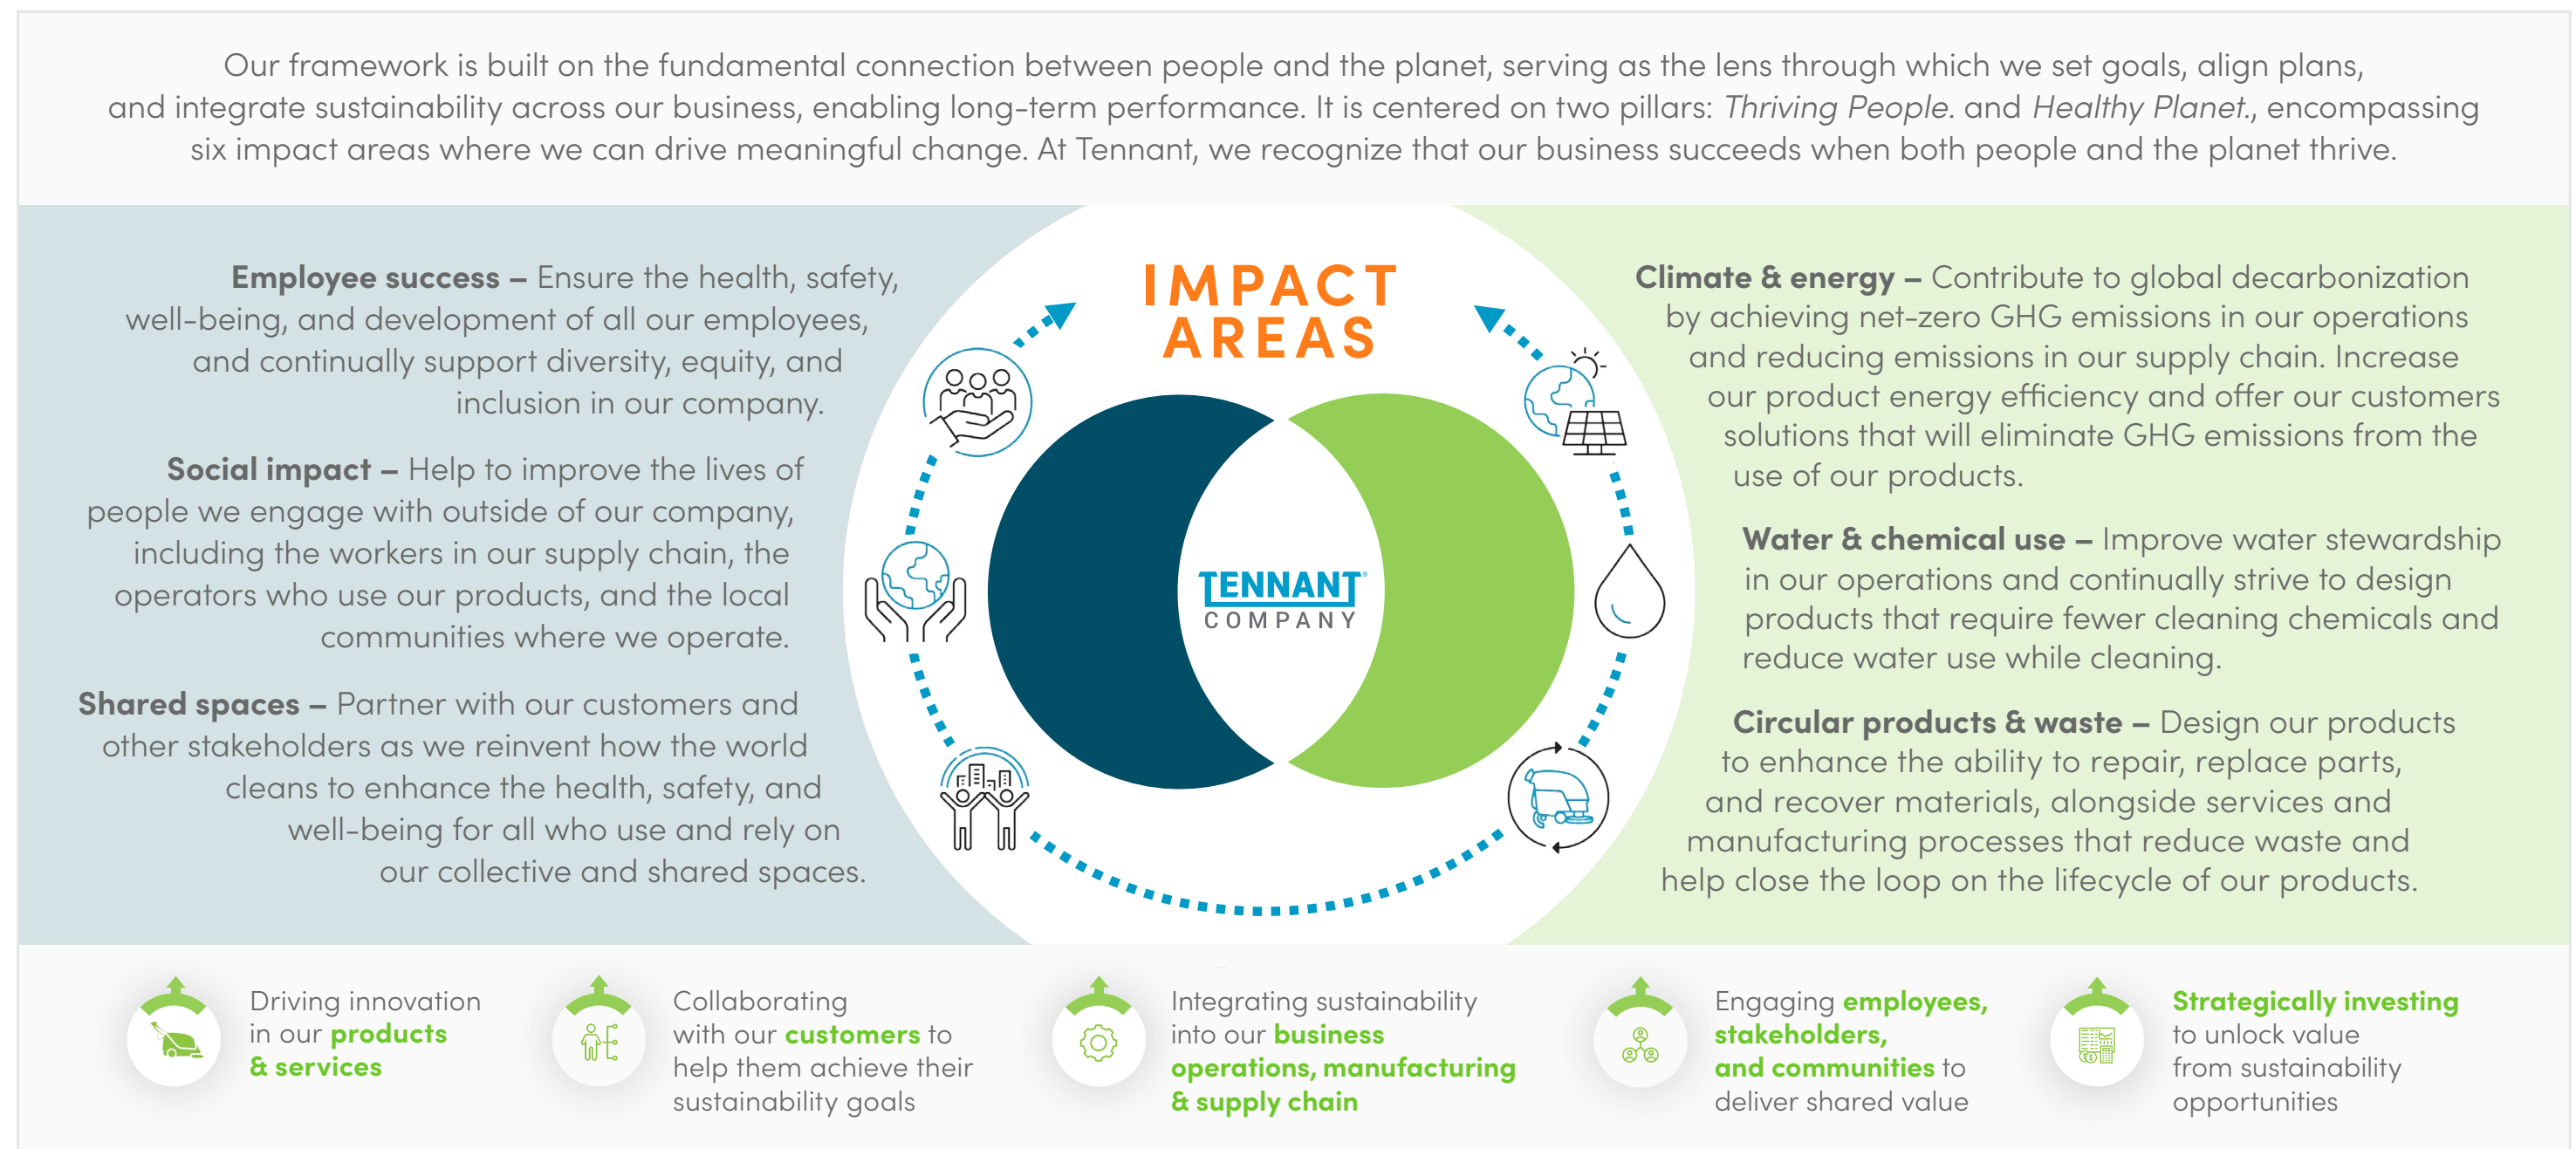 Our framework is built on the fundamental connection between people and the planet, serving as the lens through which we set goals, align plans,
and integrate sustainability across our business, enabling long-term performance. It is centered on two pillars: Thriving People. and Healthy Planet., encompassing
six impact areas where we can drive meaningful change. At Tennant, we recognize that our business succeeds when both people and the planet thrive.
Employee success – Ensure the health, safety,
well-being, and development of all our employees,
and continually support diversity, equity, and
inclusion in our company.
Social impact – Help to improve the lives of
people we engage with outside of our company,
including the workers in our supply chain, the
operators who use our products, and the local
communities where we operate.
Shared spaces – Partner with our customers and
other stakeholders as we reinvent how the world
cleans to enhance the health, safety, and
well-being for all who use and rely on
our collective and shared spaces.
IMPACT
AREAS
TENNANT®
COMPANY
Climate & energy – Contribute to global decarbonization
by achieving net-zero GHG emissions in our operations
and reducing emissions in our supply chain. Increase
our product energy efficiency and offer our customers
solutions that will eliminate GHG emissions from the
use of our products.
Water & chemical use – Improve water stewardship
in our operations and continually strive to design
products that require fewer cleaning chemicals and
reduce water use while cleaning.
Circular products & waste – Design our products
to enhance the ability to repair, replace parts,
and recover materials, alongside services and
manufacturing processes that reduce waste and
help close the loop on the lifecycle of our products.
Driving innovation
in our products
& services
Collaborating
with our customers to
help them achieve their
sustainability goals
Integrating sustainability
into our business
operations, manufacturing
& supply chain
Engaging employees,
stakeholders,
and communities to
deliver shared value
Strategically investing
to unlock value
from sustainability
opportunities